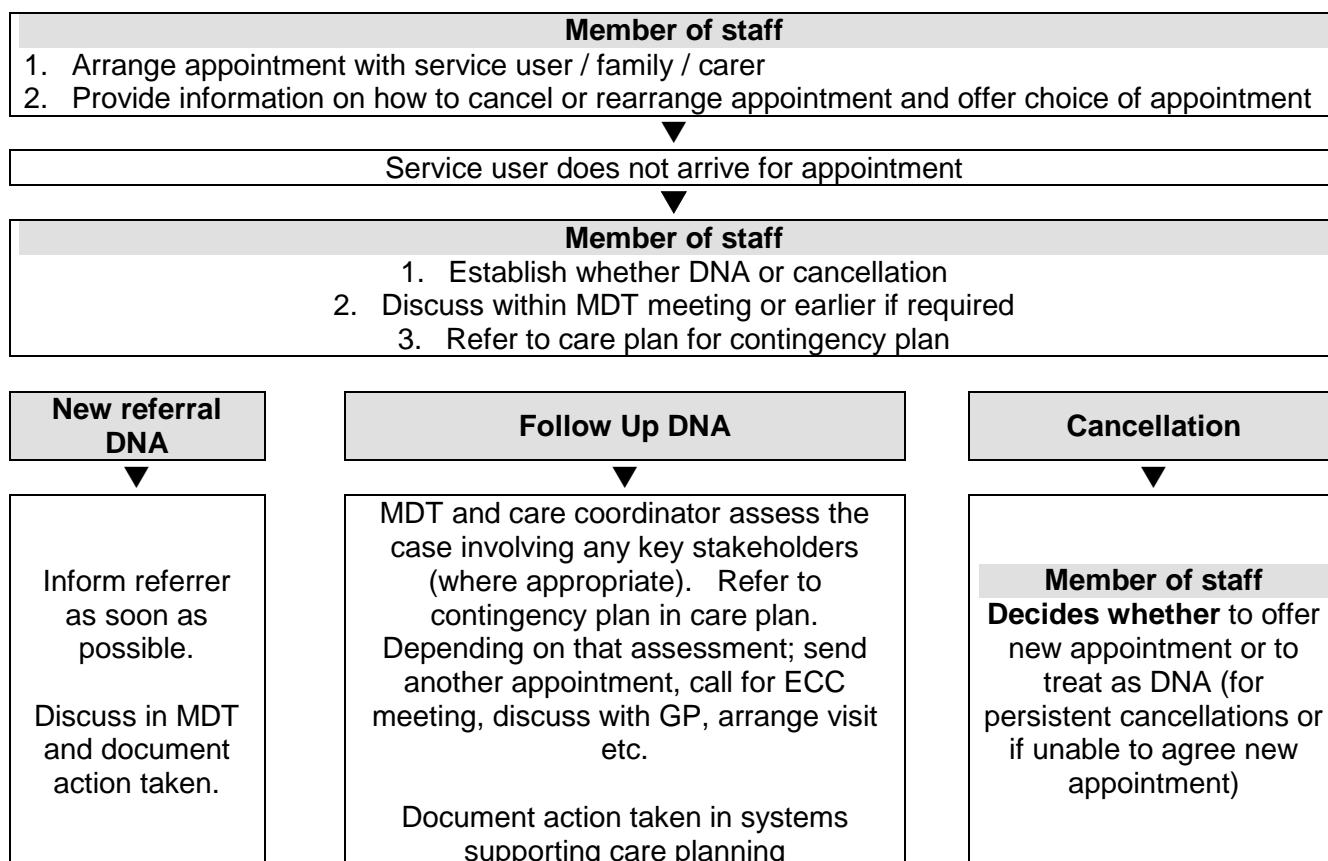 Member of staff
1. Arrange appointment with service user / family / carer
2. Provide information on how to cancel or rearrange appointment and offer choice of appointment
Service user does not arrive for appointment
Member of staff
1. Establish whether DNA or cancellation
2. Discuss within MDT meeting or earlier if required
3. Refer to care plan for contingency plan
New referral
DNA
Inform referrer
as soon as
possible.
Discuss in MDT
and document
action taken.
Follow Up DNA
MDT and care coordinator assess the
case involving any key stakeholders
(where appropriate). Refer to
contingency plan in care plan.
Depending on that assessment; send
another appointment, call for ECC
meeting, discuss with GP, arrange visit
etc.
Document action taken in systems
supporting care planning
Cancellation
Member of staff
Decides whether to offer
new appointment or to
treat as DNA (for
persistent cancellations or
if unable to agree new
appointment)